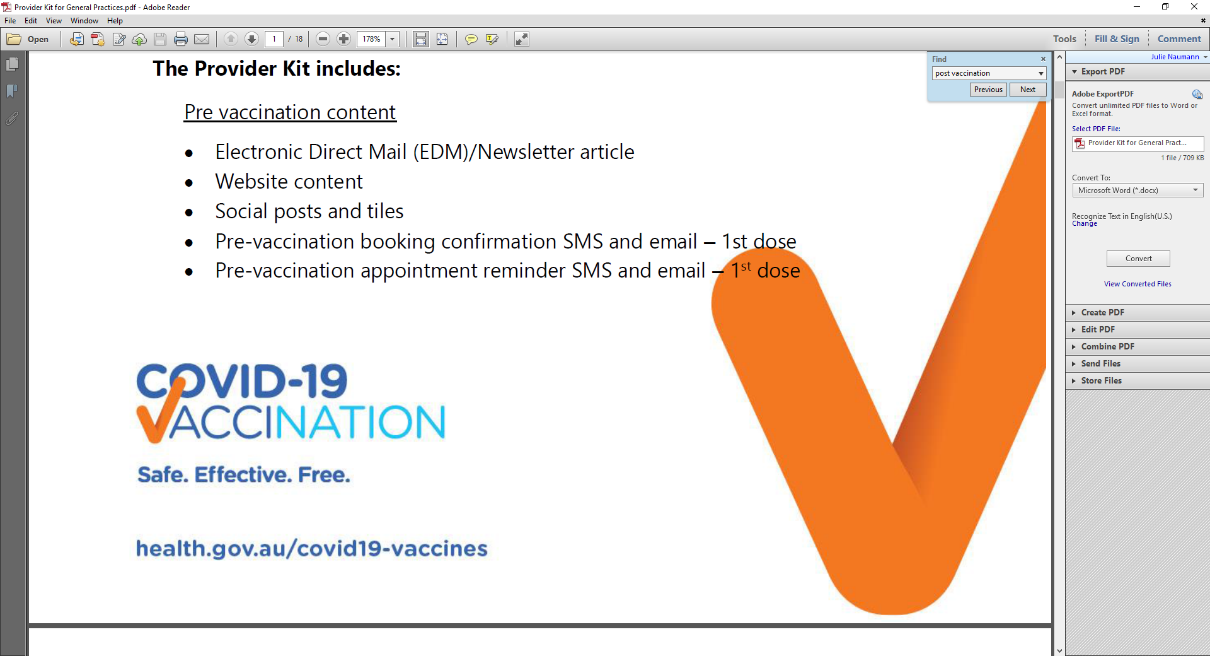 Provider Kit for General Practices.pdf - Adobe Reader
File Edit View Window Help
Open 1 / 18 178% Tools Fill & Sign Comment
Julie Naumann
The Provider Kit includes:
Pre vaccination content
• Electronic Direct Mail (EDM)/Newsletter article
• Website content
• Social posts and tiles
• Pre-vaccination booking confirmation SMS and email – 1st dose
• Pre-vaccination appointment reminder SMS and email – 1st dose
COVID-19
VACCINATION
Safe. Effective. Free.
health.gov.au/covid19-vaccines
Find
post vaccination
Previous Next
Export PDF
Adobe ExportPDF
Convert unlimited PDF files to Word or
Excel format.
Select PDF File:
Provider Kit for General Pract...
1 file / 709 KB
Convert To:
Microsoft Word (*.docx)
Recognize Text in English(U.S.)
Change
Convert
View Converted Files
Create PDF
Edit PDF
Combine PDF
Send Files
Store Files